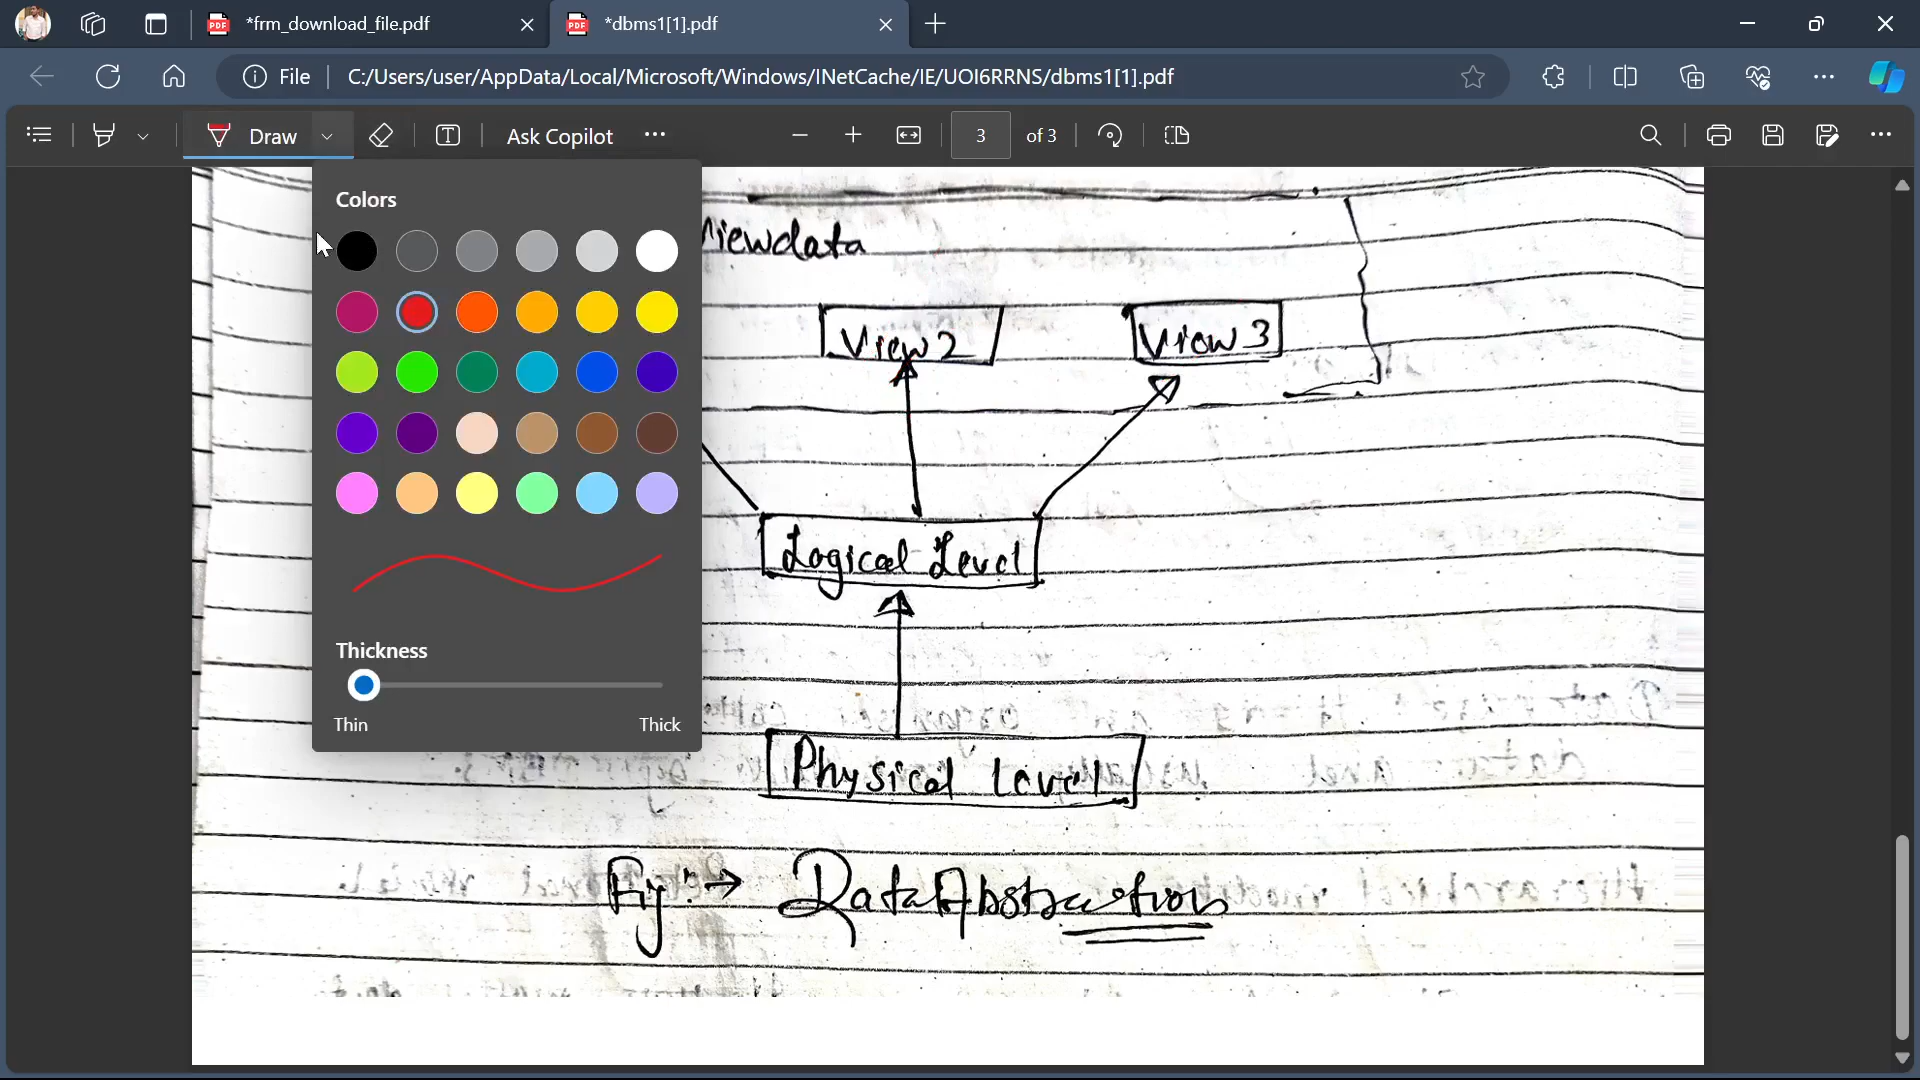 *frm_download_file.pdf
*dbms1[1].pdf
File
C:/Users/user/AppData/Local/Microsoft/Windows/INetCache/IE/UOI6RRNS/dbms1[1].pdf
Draw
Ask Copilot
3 of 3
Colors
Thickness
Thin
Thick
Viewdata
View 2
View 3
Logical Level
Physical Level
Fig:→ Data Abstraction